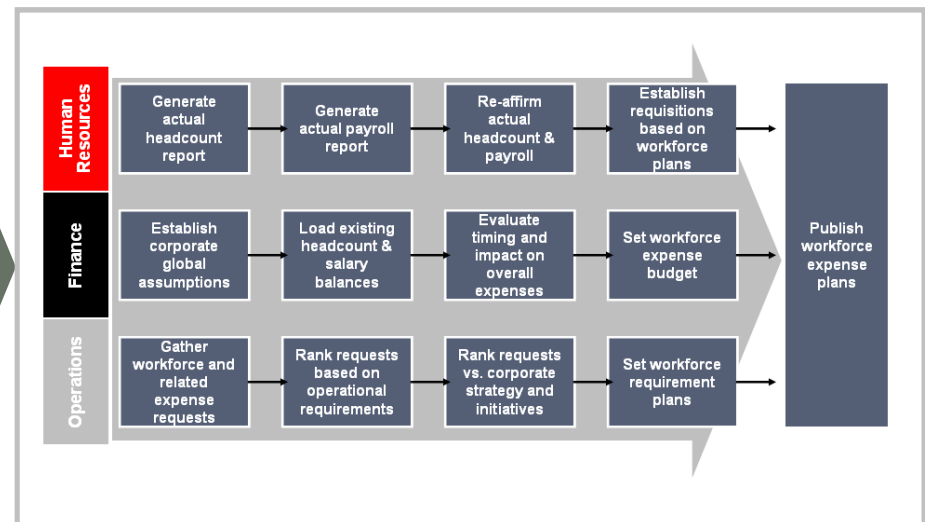 Human
Resources
Generate
actual
headcount
report
Generate
actual payroll
report
Re-affirm
actual
headcount &
payroll
Establish
requisitions
based on
workforce
plans
Finance
Establish
corporate
global
assumptions
Load existing
headcount &
salary
balances
Evaluate
timing and
impact on
overall
expenses
Set workforce
expense
budget
Operations
Gather
workforce and
related
expense
requests
Rank requests
based on
operational
requirements
Rank requests
vs. corporate
strategy and
initiatives
Set workforce
requirement
plans
Publish
workforce
expense
plans